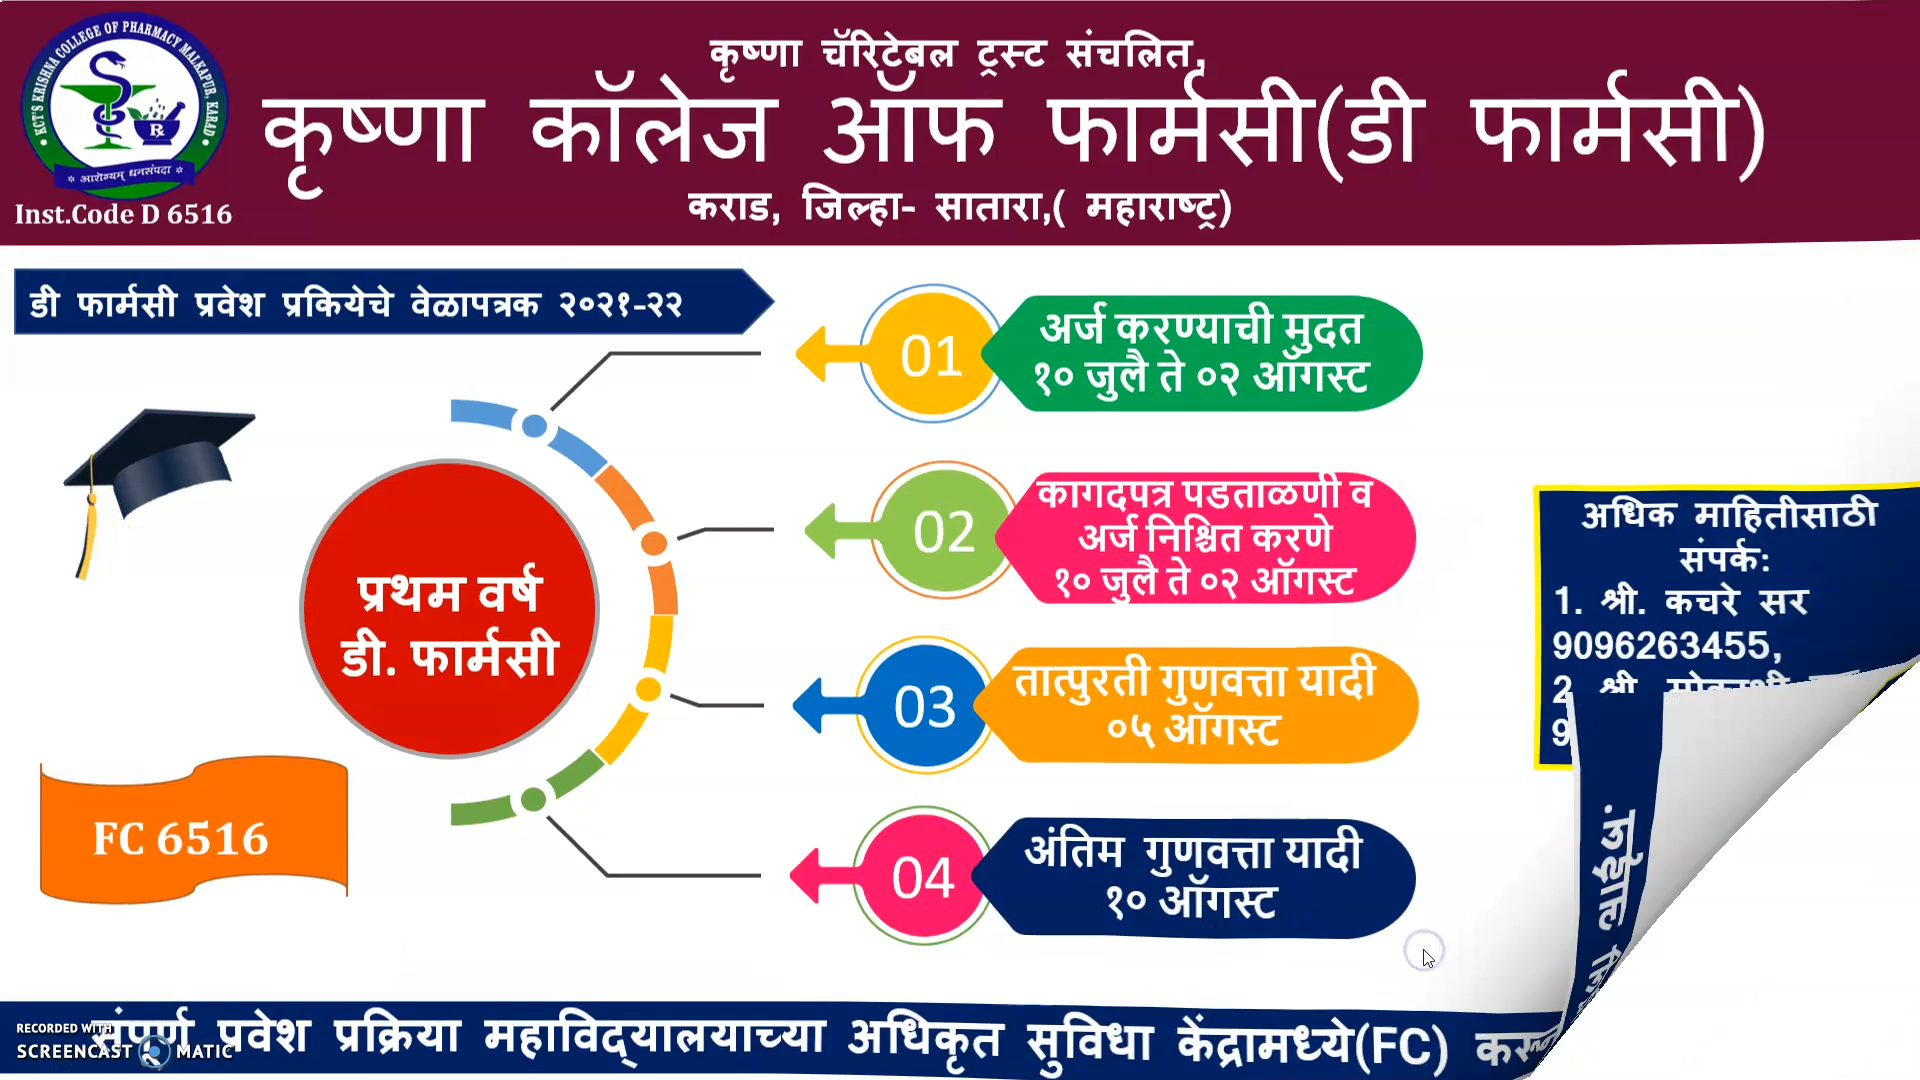 कृष्णा चॅरिटेबल ट्रस्ट संचलित,
कृष्णा कॉलेज ऑफ फार्मसी(डी फार्मसी)
कराड, जिल्हा- सातारा,( महाराष्ट्र)
KCT'S KRISHNA COLLEGE OF PHARMACY MALKAPUR, KARAD
Rx
* आरोग्यम् धनसंपदा *
Inst.Code D 6516
डी फार्मसी प्रवेश प्रकियेचे वेळापत्रक २०२१-२२
01
अर्ज करण्याची मुदत
१० जुलै ते ०२ ऑगस्ट
02
कागदपत्र पडताळणी व
अर्ज निश्चित करणे
१० जुलै ते ०२ ऑगस्ट
03
तात्पुरती गुणवत्ता यादी
०५ ऑगस्ट
04
अंतिम गुणवत्ता यादी
१० ऑगस्ट
प्रथम वर्ष
डी. फार्मसी
FC 6516
अधिक माहितीसाठी
संपर्क:
1. श्री. कचरे सर
9096263455,
2. श्री.
9
संपूर्ण प्रवेश प्रक्रिया महाविद्यालयाच्या अधिकृत सुविधा केंद्रामध्ये(FC)
RECORDED WITH
SCREENCAST MATIC